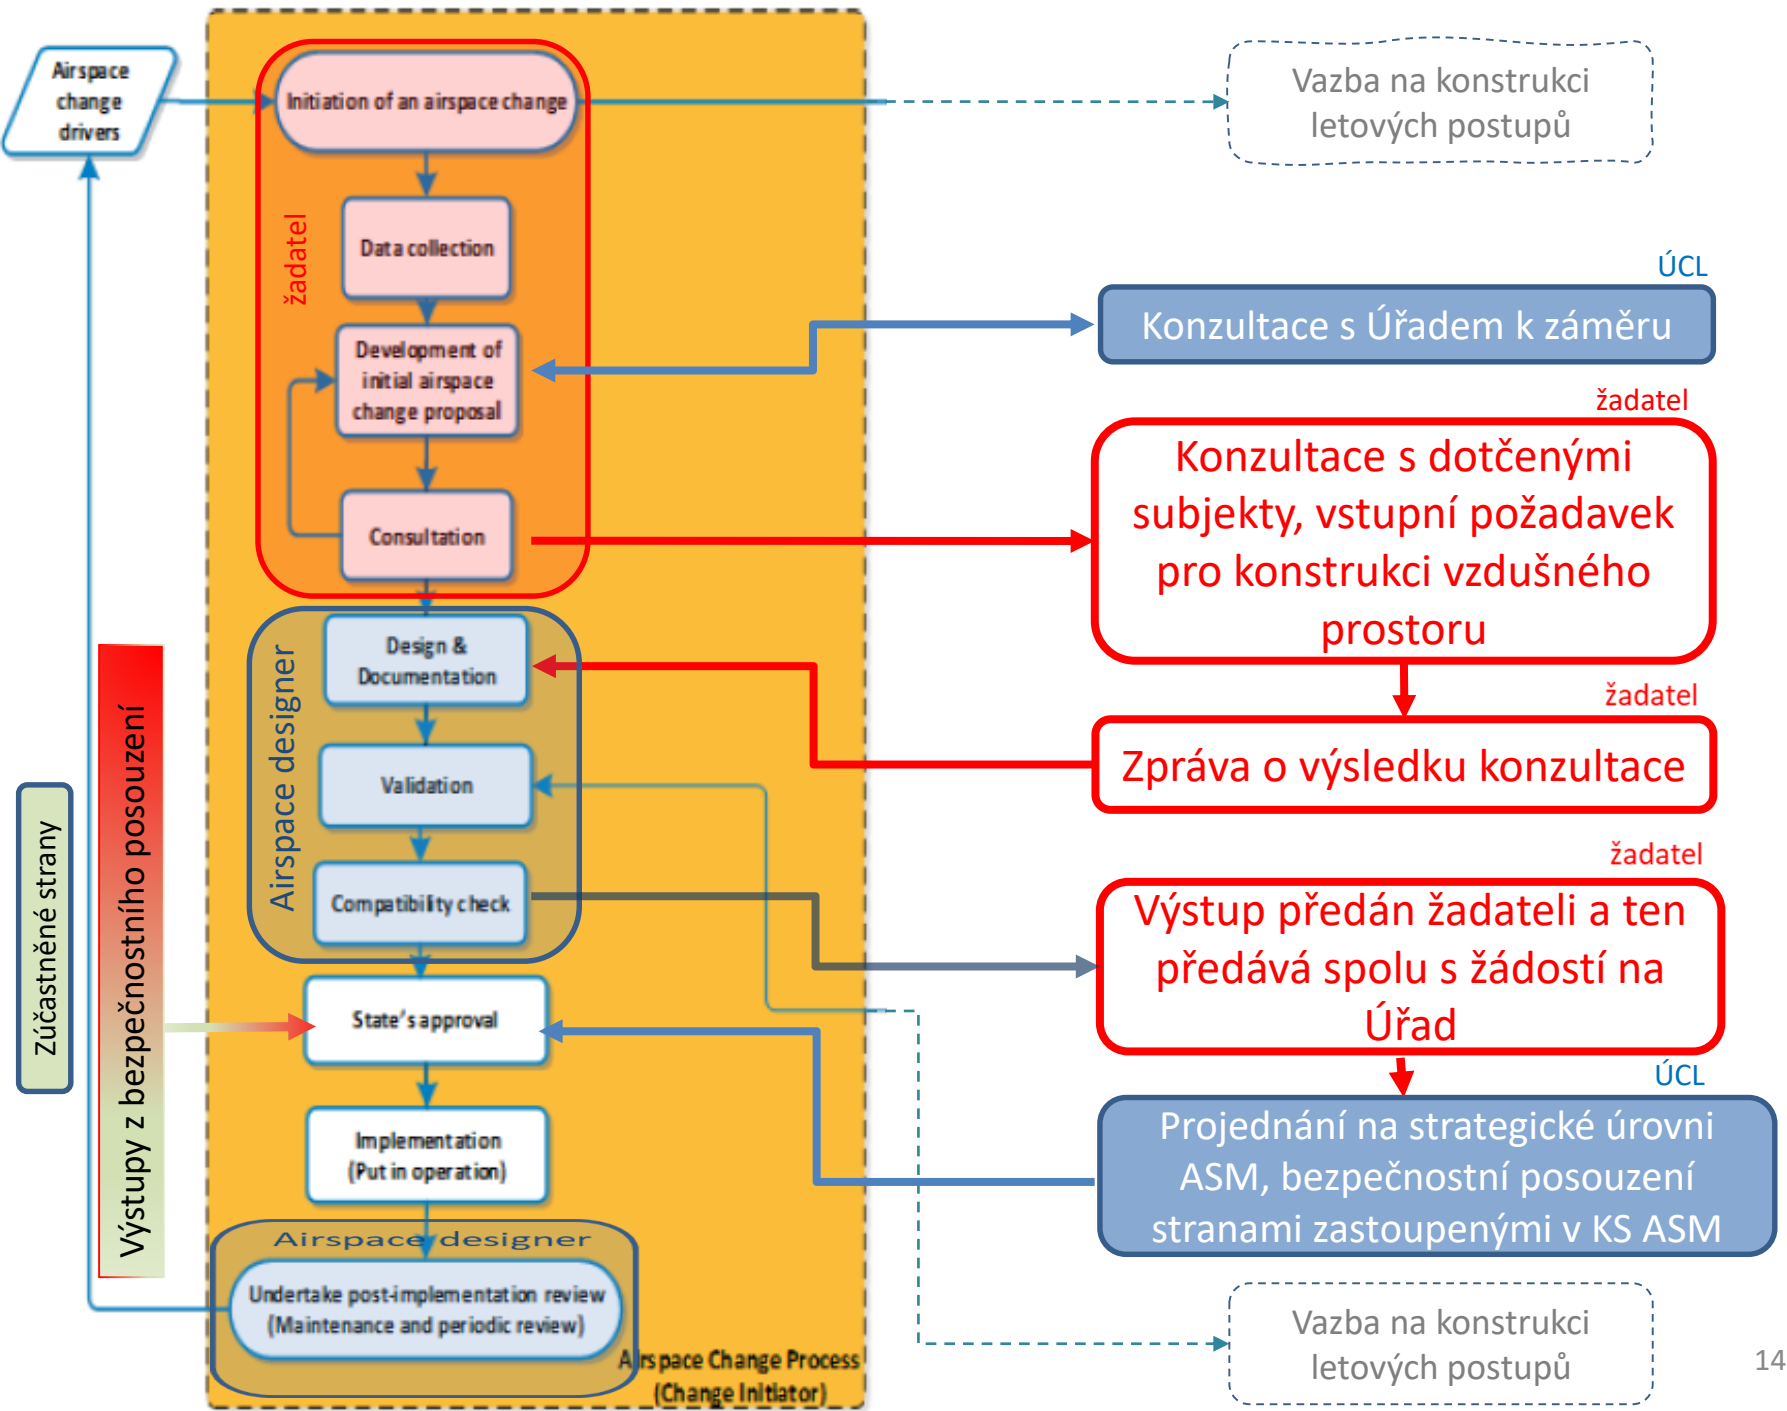 Airspace
change
drivers
Initiation of an airspace change
Vazba na konstrukci
letových postupů
žadatel
Data collection
ÚCL
Konzultace s Úřadem k záměru
Development of
initial airspace
change proposal
žadatel
Konzultace s dotčenými
subjekty, vstupní požadavek
pro konstrukci vzdušného
prostoru
Consultation
Airspace designer
Design &
Documentation
žadatel
Zpráva o výsledku konzultace
Validation
Compatibility check
žadatel
Výstup předán žadateli a ten
předává spolu s žádostí na
Úřad
Zúčastněné strany
Výstupy z bezpečnostního posouzení
State's approval
ÚCL
Projednání na strategické úrovni
ASM, bezpečnostní posouzení
stranami zastoupenými v KS ASM
Implementation
(Put in operation)
Airspace designer
Undertake post-implementation review
(Maintenance and periodic review)
Airspace Change Process
(Change Initiator)
Vazba na konstrukci
letových postupů
14